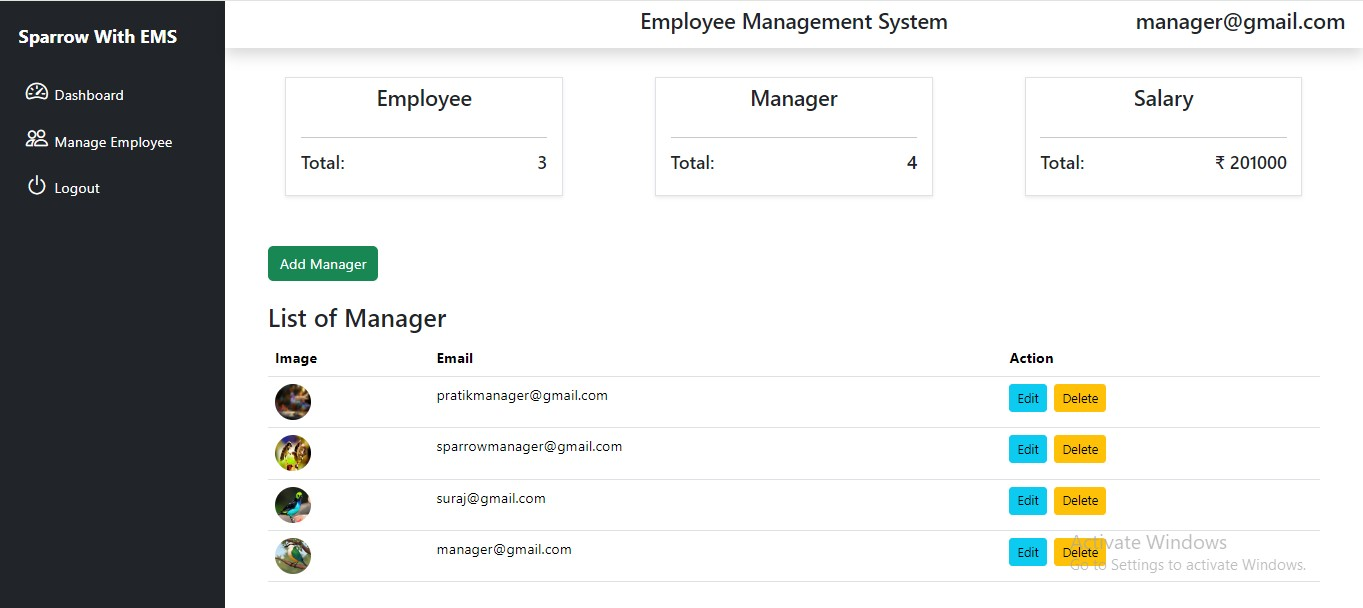 Sparrow With EMS
Dashboard
Manage Employee
Logout
Employee Management System
manager@gmail.com
Employee
Total: 3
Manager
Total: 4
Salary
Total: ₹ 201000
Add Manager
List of Manager
Image Email Action
pratikmanager@gmail.com Edit Delete
sparrowmanager@gmail.com Edit Delete
suraj@gmail.com Edit Delete
manager@gmail.com Edit Delete
Activate Windows
Go to Settings to activate Windows.